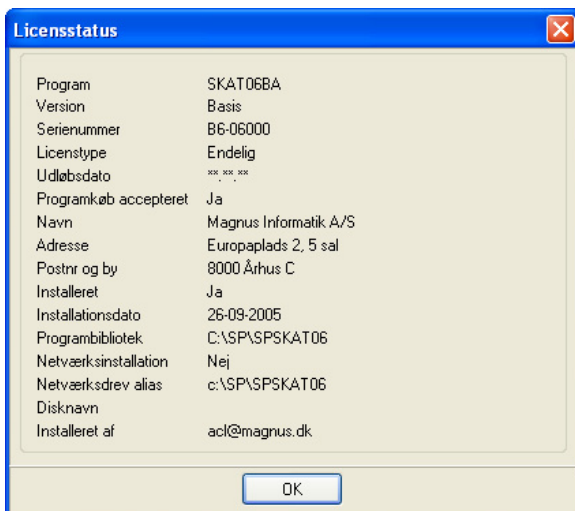 Licensstatus
Program SKAT06BA
Version Basis
Serienummer B6-06000
Licenstype Endelig
Udløbsdato **.**.**
Programkøb accepteret Ja
Navn Magnus Informatik A/S
Adresse Europaplads 2, 5 sal
Postnr og by 8000 Århus C
Installeret Ja
Installationsdato 26-09-2005
Programbibliotek C:\SP\SPSKAT06
Netværksinstallation Nej
Netværksdrev alias c:\SP\SPSKAT06
Disknavn
Installeret af acl@magnus.dk
OK